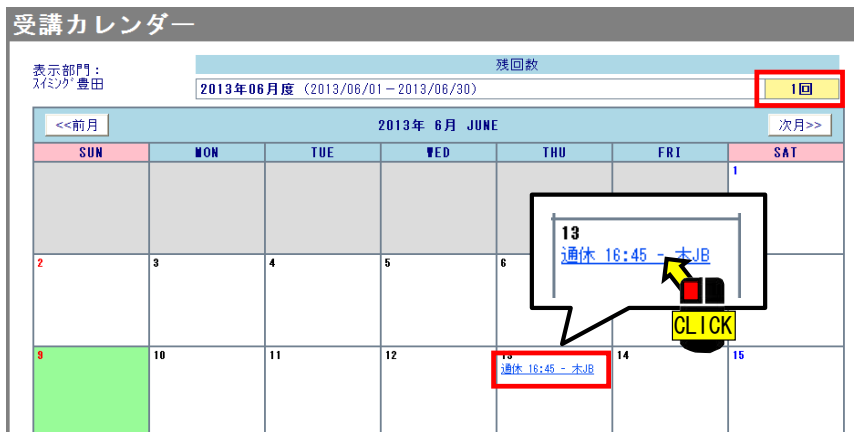 受講カレンダー
表示部門：
ｽｲﾐﾝｸﾞ豊田
残回数
2013年06月度（2013/06/01－2013/06/30）
1回
<<前月
2013年 6月 JUNE
次月>>
SUN MON TUE WED THU FRI SAT
1
13
通休 16:45 - 木JB
2 3 4 5 6
CLICK
9 10 11 12 13 14 15
通休 16:45 - 木JB